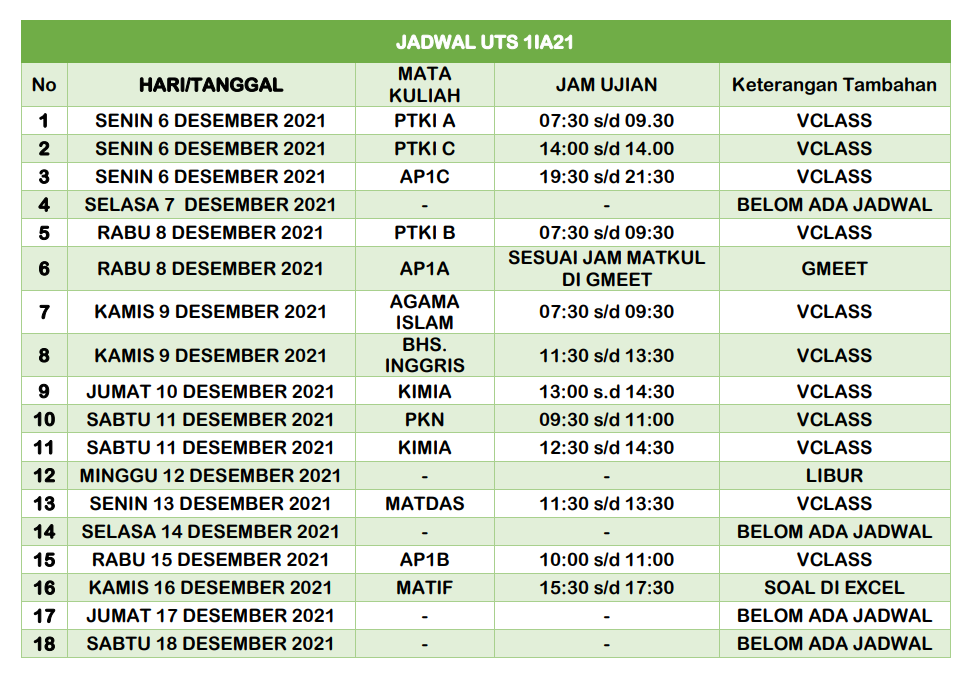 JADWAL UTS 1IA21
No HARI/TANGGAL MATA KULIAH JAM UJIAN Keterangan Tambahan
1 SENIN 6 DESEMBER 2021 PTKI A 07:30 s/d 09.30 VCLASS
2 SENIN 6 DESEMBER 2021 PTKI C 14:00 s/d 14.00 VCLASS
3 SENIN 6 DESEMBER 2021 AP1C 19:30 s/d 21:30 VCLASS
4 SELASA 7 DESEMBER 2021 - - BELOM ADA JADWAL
5 RABU 8 DESEMBER 2021 PTKI B 07:30 s/d 09:30 VCLASS
6 RABU 8 DESEMBER 2021 AP1A SESUAI JAM MATKUL DI GMEET GMEET
7 KAMIS 9 DESEMBER 2021 AGAMA ISLAM 07:30 s/d 09:30 VCLASS
8 KAMIS 9 DESEMBER 2021 BHS. INGGRIS 11:30 s/d 13:30 VCLASS
9 JUMAT 10 DESEMBER 2021 KIMIA 13:00 s.d 14:30 VCLASS
10 SABTU 11 DESEMBER 2021 PKN 09:30 s/d 11:00 VCLASS
11 SABTU 11 DESEMBER 2021 KIMIA 12:30 s/d 14:30 VCLASS
12 MINGGU 12 DESEMBER 2021 - - LIBUR
13 SENIN 13 DESEMBER 2021 MATDAS 11:30 s/d 13:30 VCLASS
14 SELASA 14 DESEMBER 2021 - - BELOM ADA JADWAL
15 RABU 15 DESEMBER 2021 AP1B 10:00 s/d 11:00 VCLASS
16 KAMIS 16 DESEMBER 2021 MATIF 15:30 s/d 17:30 SOAL DI EXCEL
17 JUMAT 17 DESEMBER 2021 - - BELOM ADA JADWAL
18 SABTU 18 DESEMBER 2021 - - BELOM ADA JADWAL